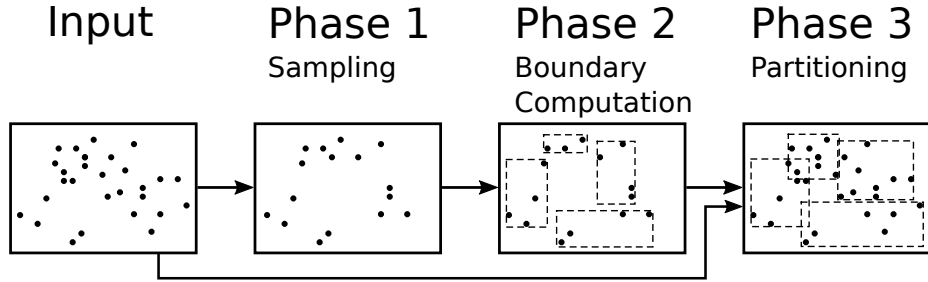 Input
Phase 1
Sampling
Phase 2
Boundary
Computation
Phase 3
Partitioning